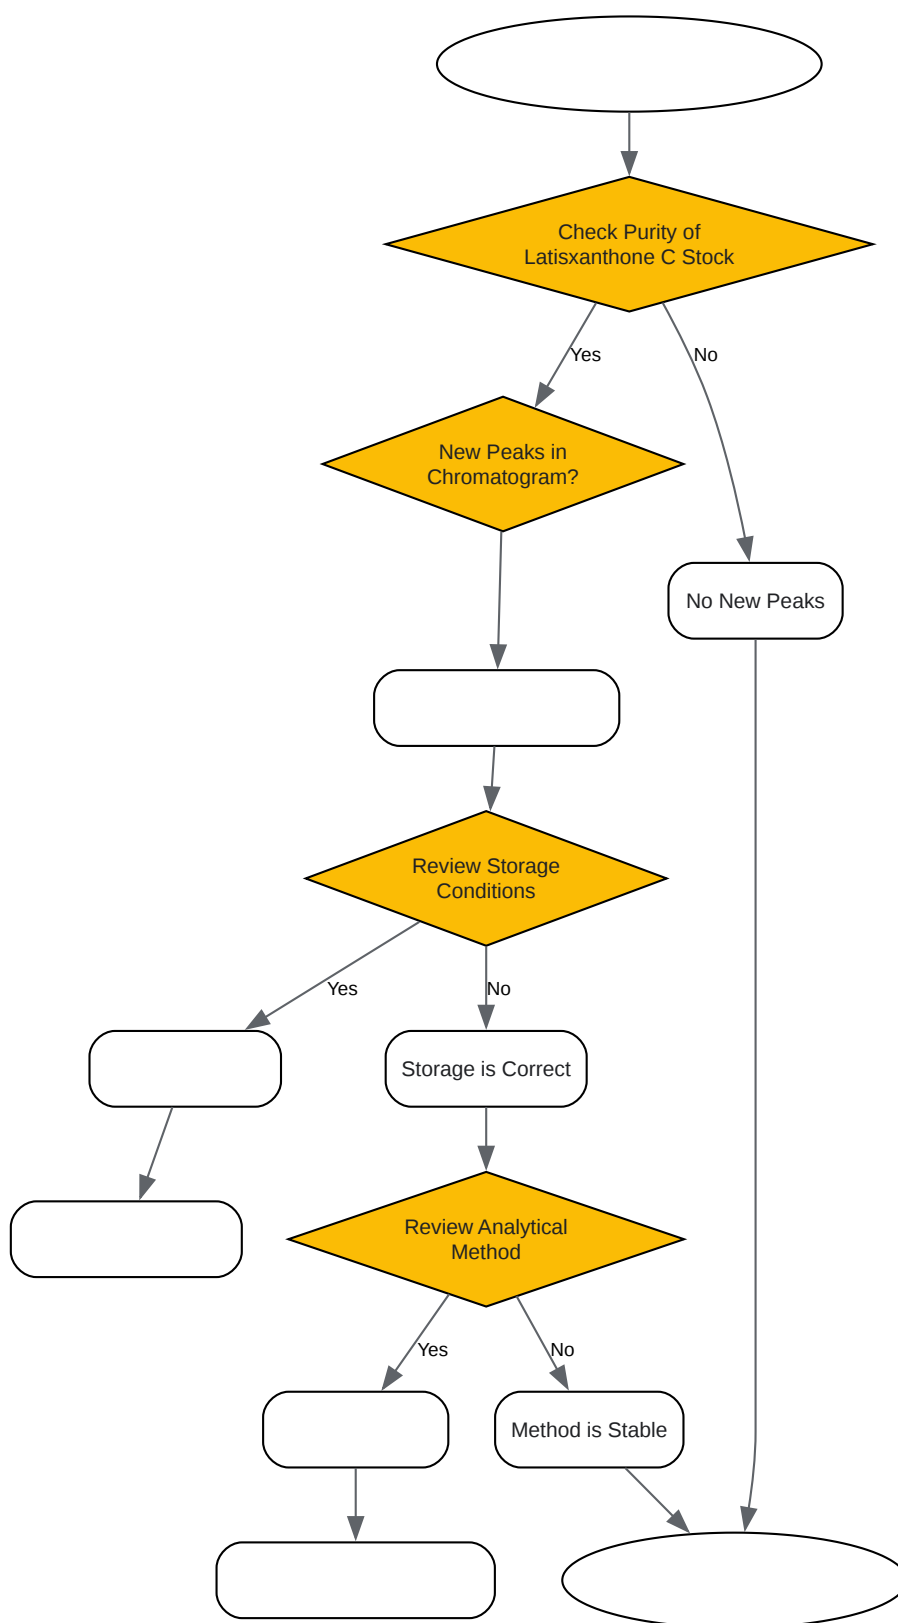 Check Purity of
Latisxanthone C Stock
Yes
No
New Peaks in
Chromatogram?
No New Peaks
Review Storage
Conditions
Yes
No
Storage is Correct
Review Analytical
Method
Yes
No
Method is Stable